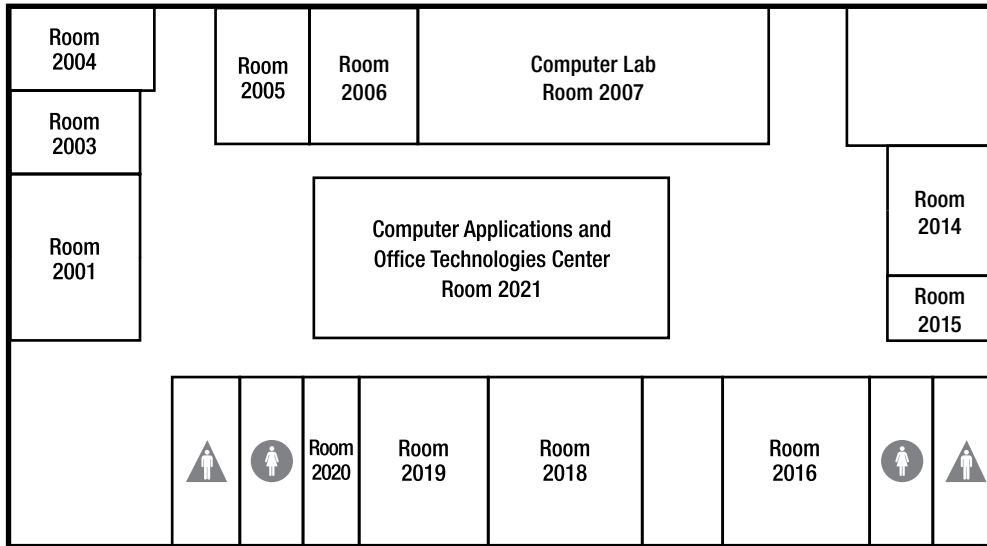 Room
2004
Room
2005
Room
2006
Computer Lab
Room 2007
Room
2003
Room
2014
Computer Applications and
Office Technologies Center
Room 2021
Room
2001
Room
2015
Room
2020
Room
2019
Room
2018
Room
2016